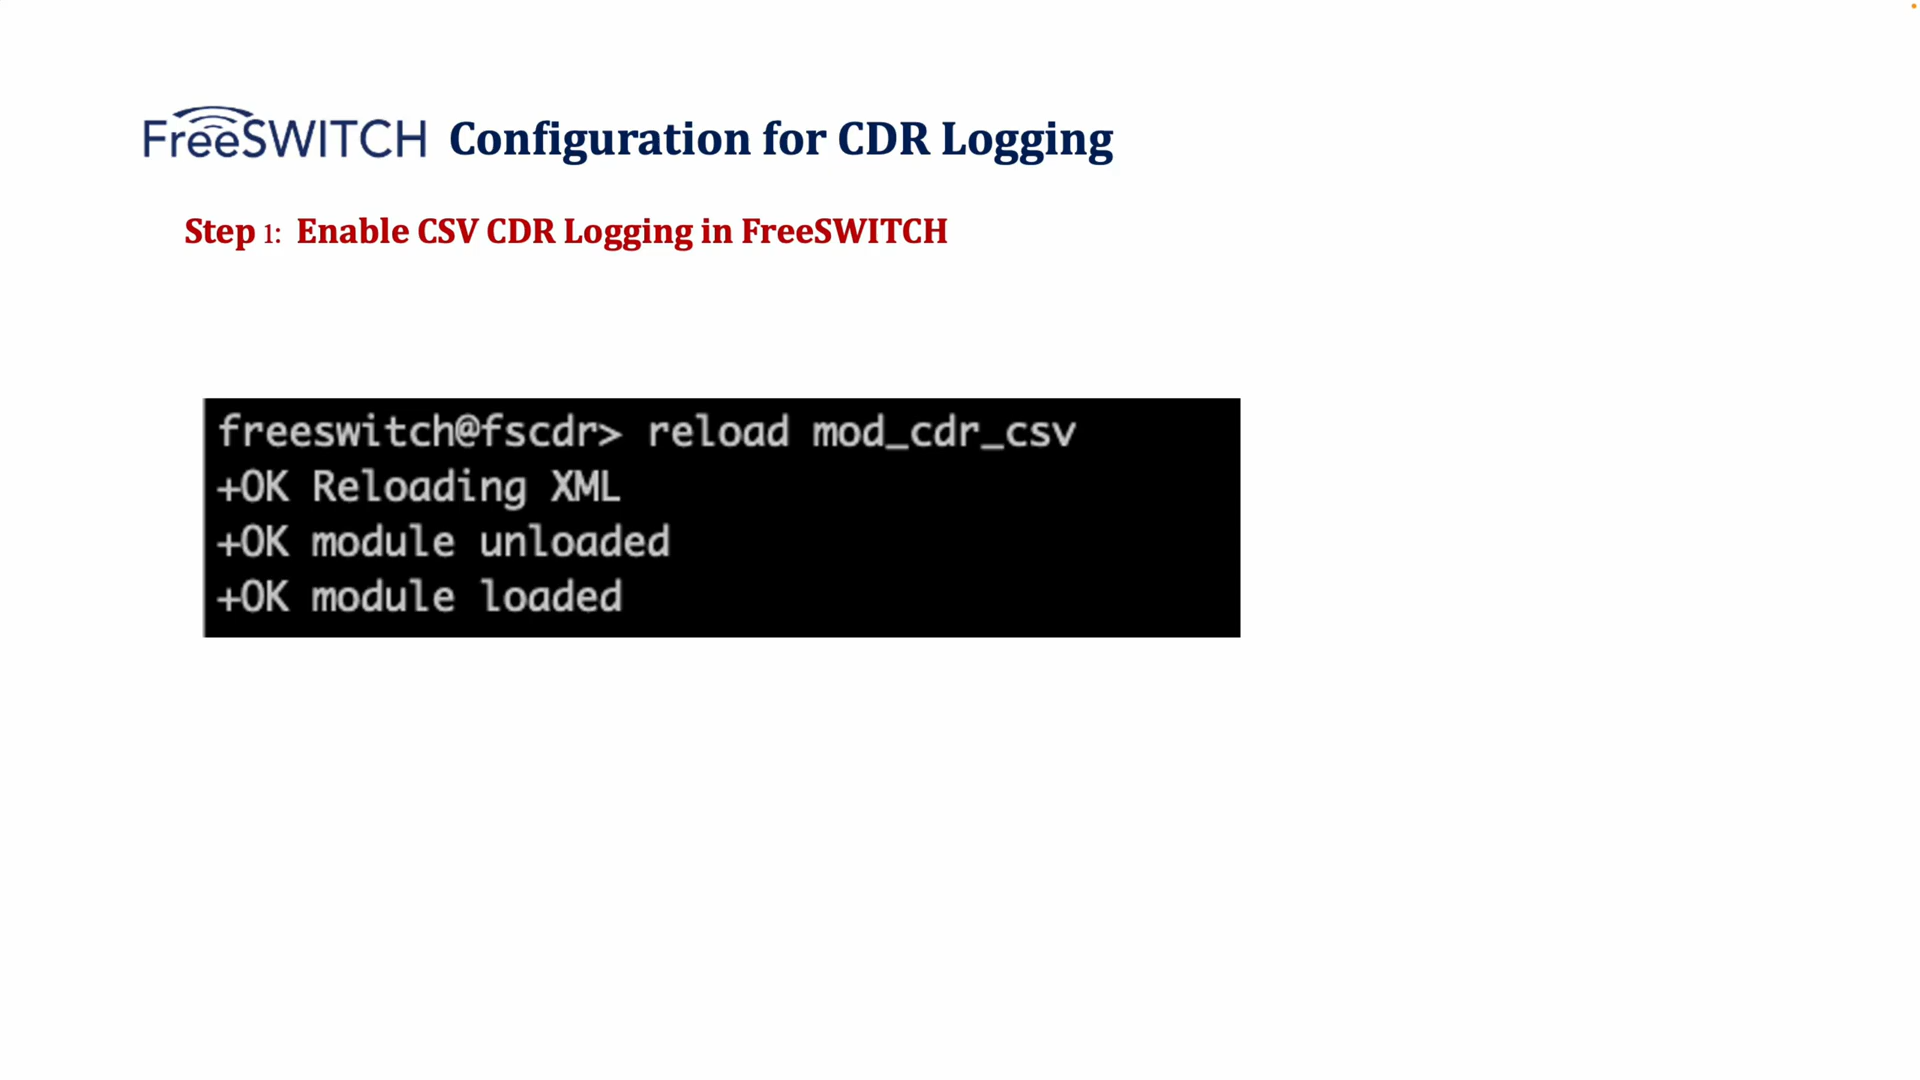 FreeSWITCH Configuration for CDR Logging
Step 1: Enable CSV CDR Logging in FreeSWITCH
freeswitch@fscdr> reload mod_cdr_csv
+OK Reloading XML
+OK module unloaded
+OK module loaded